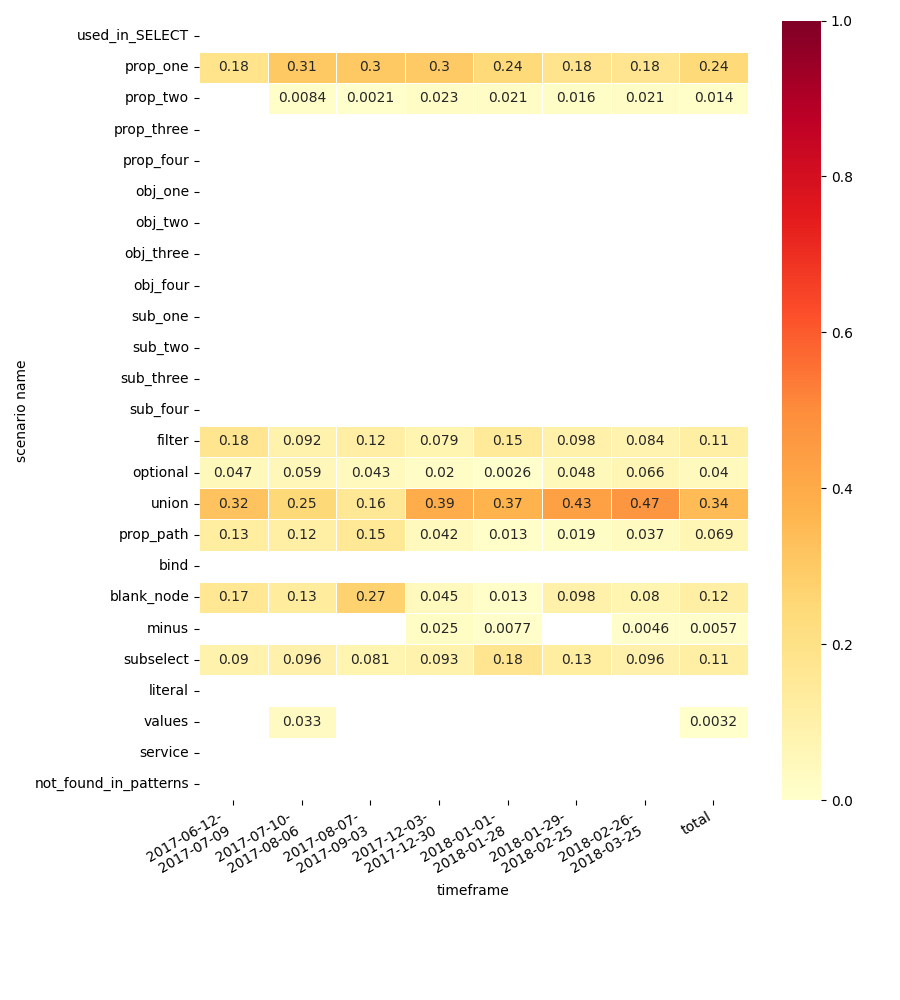 scenario name
used_in_SELECT
prop_one 0.18 0.31 0.3 0.3 0.24 0.18 0.18 0.24
prop_two 0.0084 0.0021 0.023 0.021 0.016 0.021 0.014
prop_three
prop_four
obj_one
obj_two
obj_three
obj_four
sub_one
sub_two
sub_three
sub_four
filter 0.18 0.092 0.12 0.079 0.15 0.098 0.084 0.11
optional 0.047 0.059 0.043 0.02 0.0026 0.048 0.066 0.04
union 0.32 0.25 0.16 0.39 0.37 0.43 0.47 0.34
prop_path 0.13 0.12 0.15 0.042 0.013 0.019 0.037 0.069
bind
blank_node 0.17 0.13 0.27 0.045 0.013 0.098 0.08 0.12
minus 0.025 0.0077 0.0046 0.0057
subselect 0.09 0.096 0.081 0.093 0.18 0.13 0.096 0.11
literal
values 0.033 0.0032
service
not_found_in_patterns
2017-06-12-
2017-07-09
2017-07-10-
2017-08-06
2017-08-07-
2017-09-03
2017-12-03-
2017-12-30
2018-01-01-
2018-01-28
2018-01-29-
2018-02-25
2018-02-26-
2018-03-25
total
timeframe
1.0
0.8
0.6
0.4
0.2
0.0